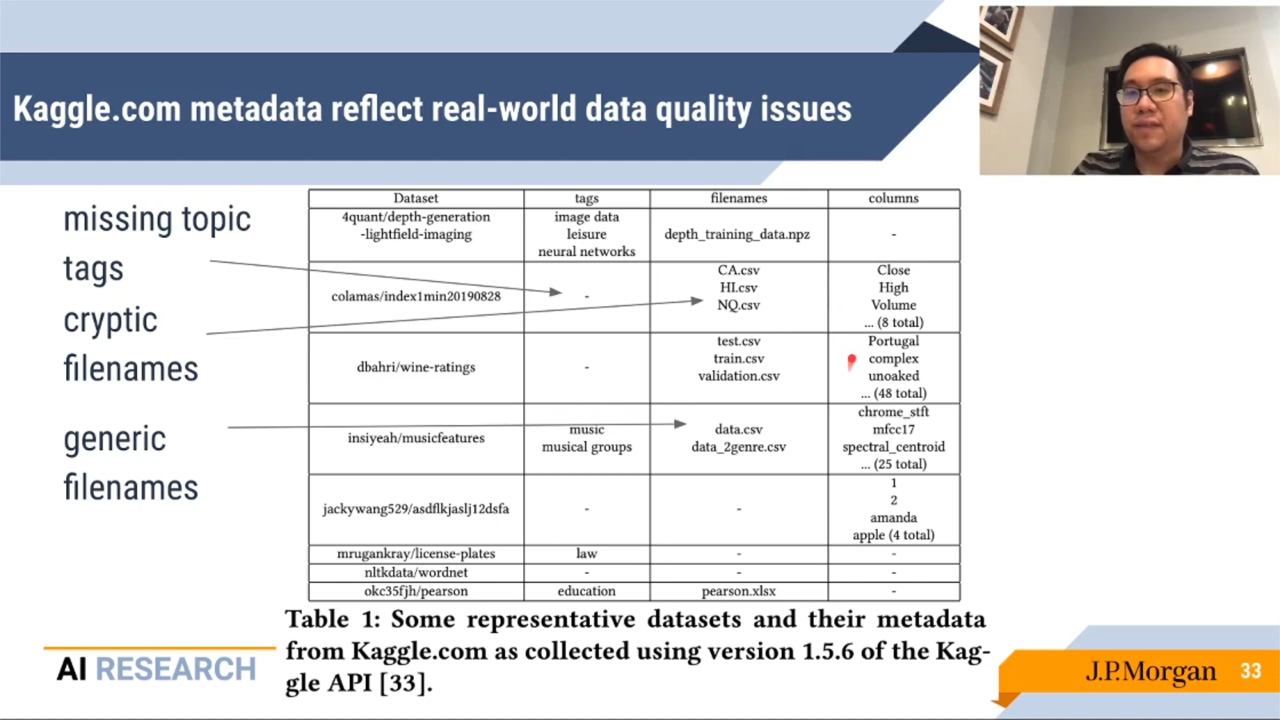 Kaggle.com metadata reflect real-world data quality issues
missing topic
tags
cryptic
filenames
generic
filenames
Dataset tags filenames columns
4quant/depth-generation
-lightfield-imaging
image data
leisure
neural networks
depth_training_data.npz
-
colamas/index1min20190828
-
CA.csv
HI.csv
NQ.csv
Close
High
Volume
... (8 total)
dbahri/wine-ratings
-
test.csv
train.csv
validation.csv
Portugal
complex
unoaked
... (48 total)
insiyeah/musicfeatures
music
musical groups
data.csv
data_2genre.csv
chrome_stft
mfcc17
spectral_centroid
... (25 total)
jackywang529/asdflkjaslj12dsfa
-
-
1
2
amanda
apple (4 total)
mrugankray/license-plates law - -
nltkdata/wordnet - - -
okc35fjh/pearson education pearson.xlsx -
Table 1: Some representative datasets and their metadata
from Kaggle.com as collected using version 1.5.6 of the Kag-
gle API [33].
AI RESEARCH
J.P.Morgan 33